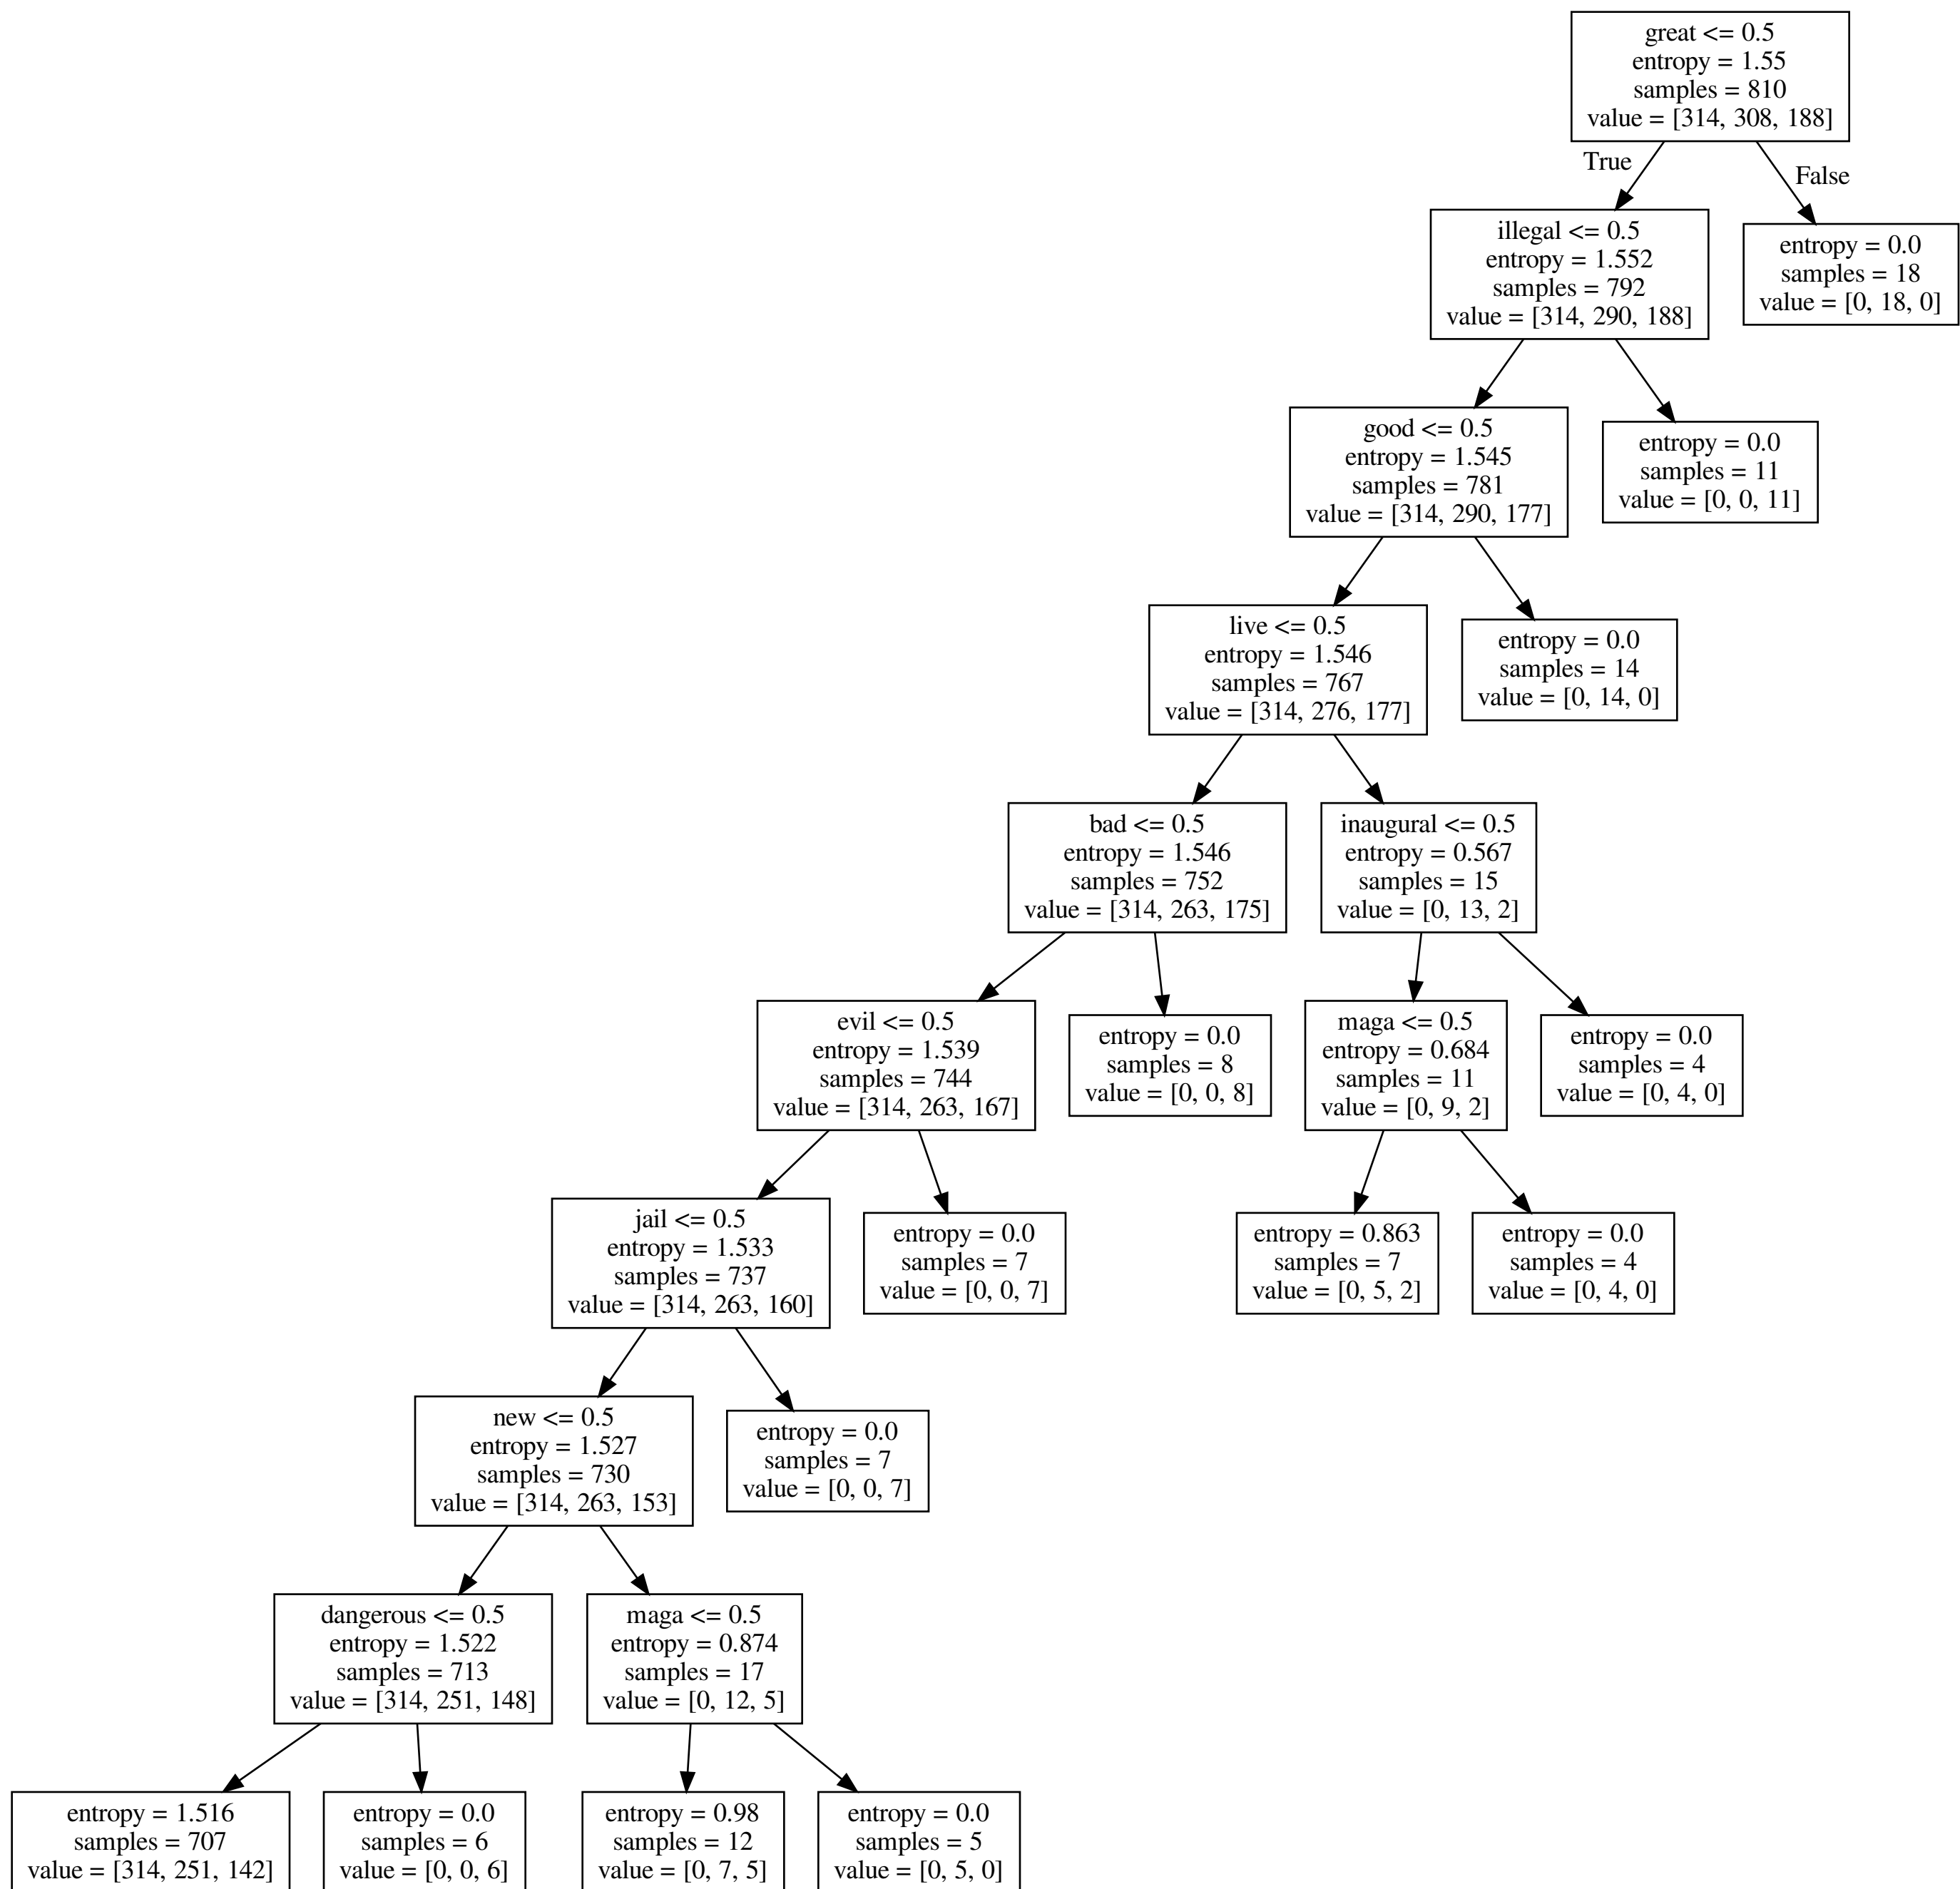 great <= 0.5
entropy = 1.55
samples = 810
value = [314, 308, 188]
True
False
illegal <= 0.5
entropy = 1.552
samples = 792
value = [314, 290, 188]
entropy = 0.0
samples = 18
value = [0, 18, 0]
good <= 0.5
entropy = 1.545
samples = 781
value = [314, 290, 177]
entropy = 0.0
samples = 11
value = [0, 0, 11]
live <= 0.5
entropy = 1.546
samples = 767
value = [314, 276, 177]
entropy = 0.0
samples = 14
value = [0, 14, 0]
bad <= 0.5
entropy = 1.546
samples = 752
value = [314, 263, 175]
inaugural <= 0.5
entropy = 0.567
samples = 15
value = [0, 13, 2]
evil <= 0.5
entropy = 1.539
samples = 744
value = [314, 263, 167]
entropy = 0.0
samples = 8
value = [0, 0, 8]
maga <= 0.5
entropy = 0.684
samples = 11
value = [0, 9, 2]
entropy = 0.0
samples = 4
value = [0, 4, 0]
jail <= 0.5
entropy = 1.533
samples = 737
value = [314, 263, 160]
entropy = 0.0
samples = 7
value = [0, 0, 7]
entropy = 0.863
samples = 7
value = [0, 5, 2]
entropy = 0.0
samples = 4
value = [0, 4, 0]
new <= 0.5
entropy = 1.527
samples = 730
value = [314, 263, 153]
entropy = 0.0
samples = 7
value = [0, 0, 7]
dangerous <= 0.5
entropy = 1.522
samples = 713
value = [314, 251, 148]
maga <= 0.5
entropy = 0.874
samples = 17
value = [0, 12, 5]
entropy = 1.516
samples = 707
value = [314, 251, 142]
entropy = 0.0
samples = 6
value = [0, 0, 6]
entropy = 0.98
samples = 12
value = [0, 7, 5]
entropy = 0.0
samples = 5
value = [0, 5, 0]